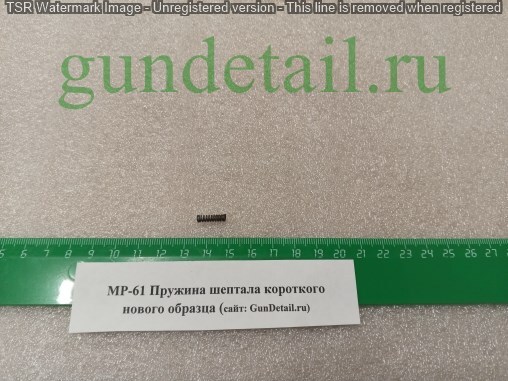 TSR Watermark Image - Unregistered version - This line is removed when registered
gundetail.ru
5 6 7 8 9 10 11 12 13 14 15 16 17 18 19 20 21 22 23 24 25 26 27
МР-61 Пружина шептала короткого
нового образца (сайт: GunDetail.ru)